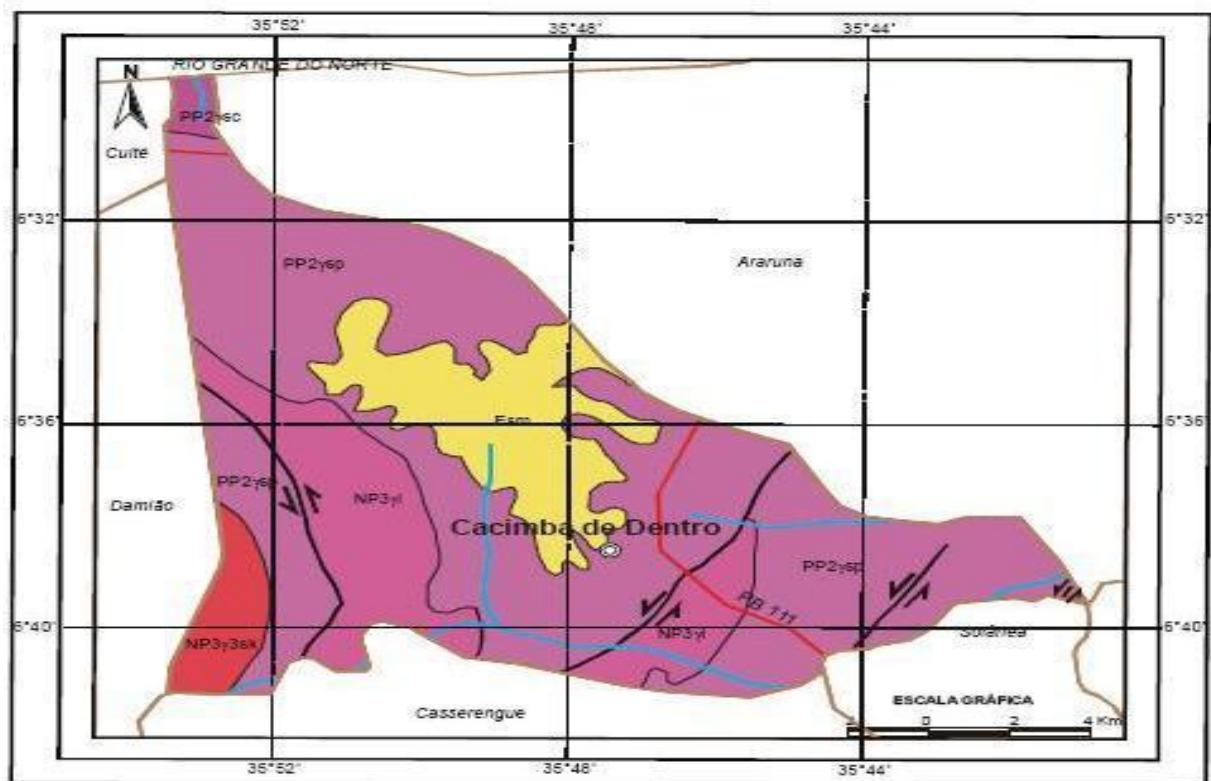 35°52' 35°48' 35°44'
RIO GRANDE DO NORTE
N
PP2γsc
Cuité
6°32' 6°32'
PP2γsp
Araruna
6°36' Esm 6°36'
PP2γsp NP3γl
Damião
Cacimba de Dentro
PP2γsp
PB 111
6°40' NP3γ3sk NP3γl Solânea 6°40'
ESCALA GRÁFICA
Casserengue
0 2 4 Km
35°52' 35°48' 35°44'